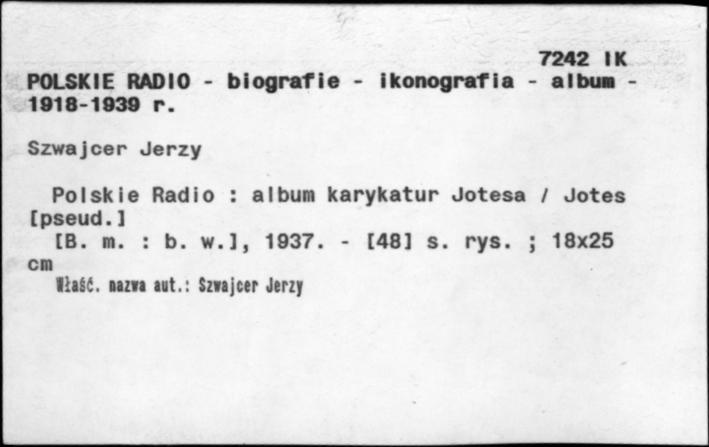 7242 IK
POLSKIE RADIO - biografie - ikonografia - album -
1918-1939 r.
Szwajcer Jerzy
Polskie Radio : album karykatur Jotesa / Jotes
[pseud.]
[B. m. : b. w.], 1937. - [48] s. rys. ; 18x25
cm
Właść. nazwa aut.: Szwajcer Jerzy